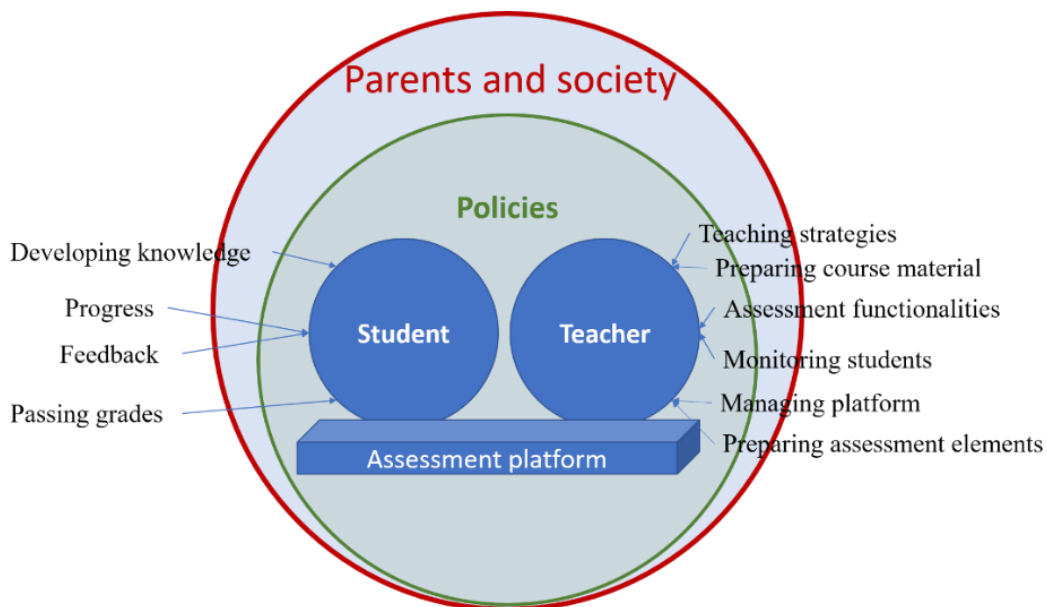 Parents and society
Policies
Developing knowledge
Progress
Feedback
Passing grades
Student
Teacher
Teaching strategies
Preparing course material
Assessment functionalities
Monitoring students
Managing platform
Preparing assessment elements
Assessment platform